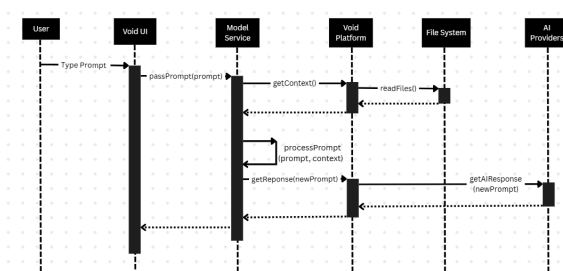 User
Void UI
Model
Service
Void
Platform
File System
AI
Providers
Type Prompt
passPrompt(prompt)
getContext()
readFiles()
processPrompt
(prompt, context)
getReponse(newPrompt)
getAIResponse
(newPrompt)